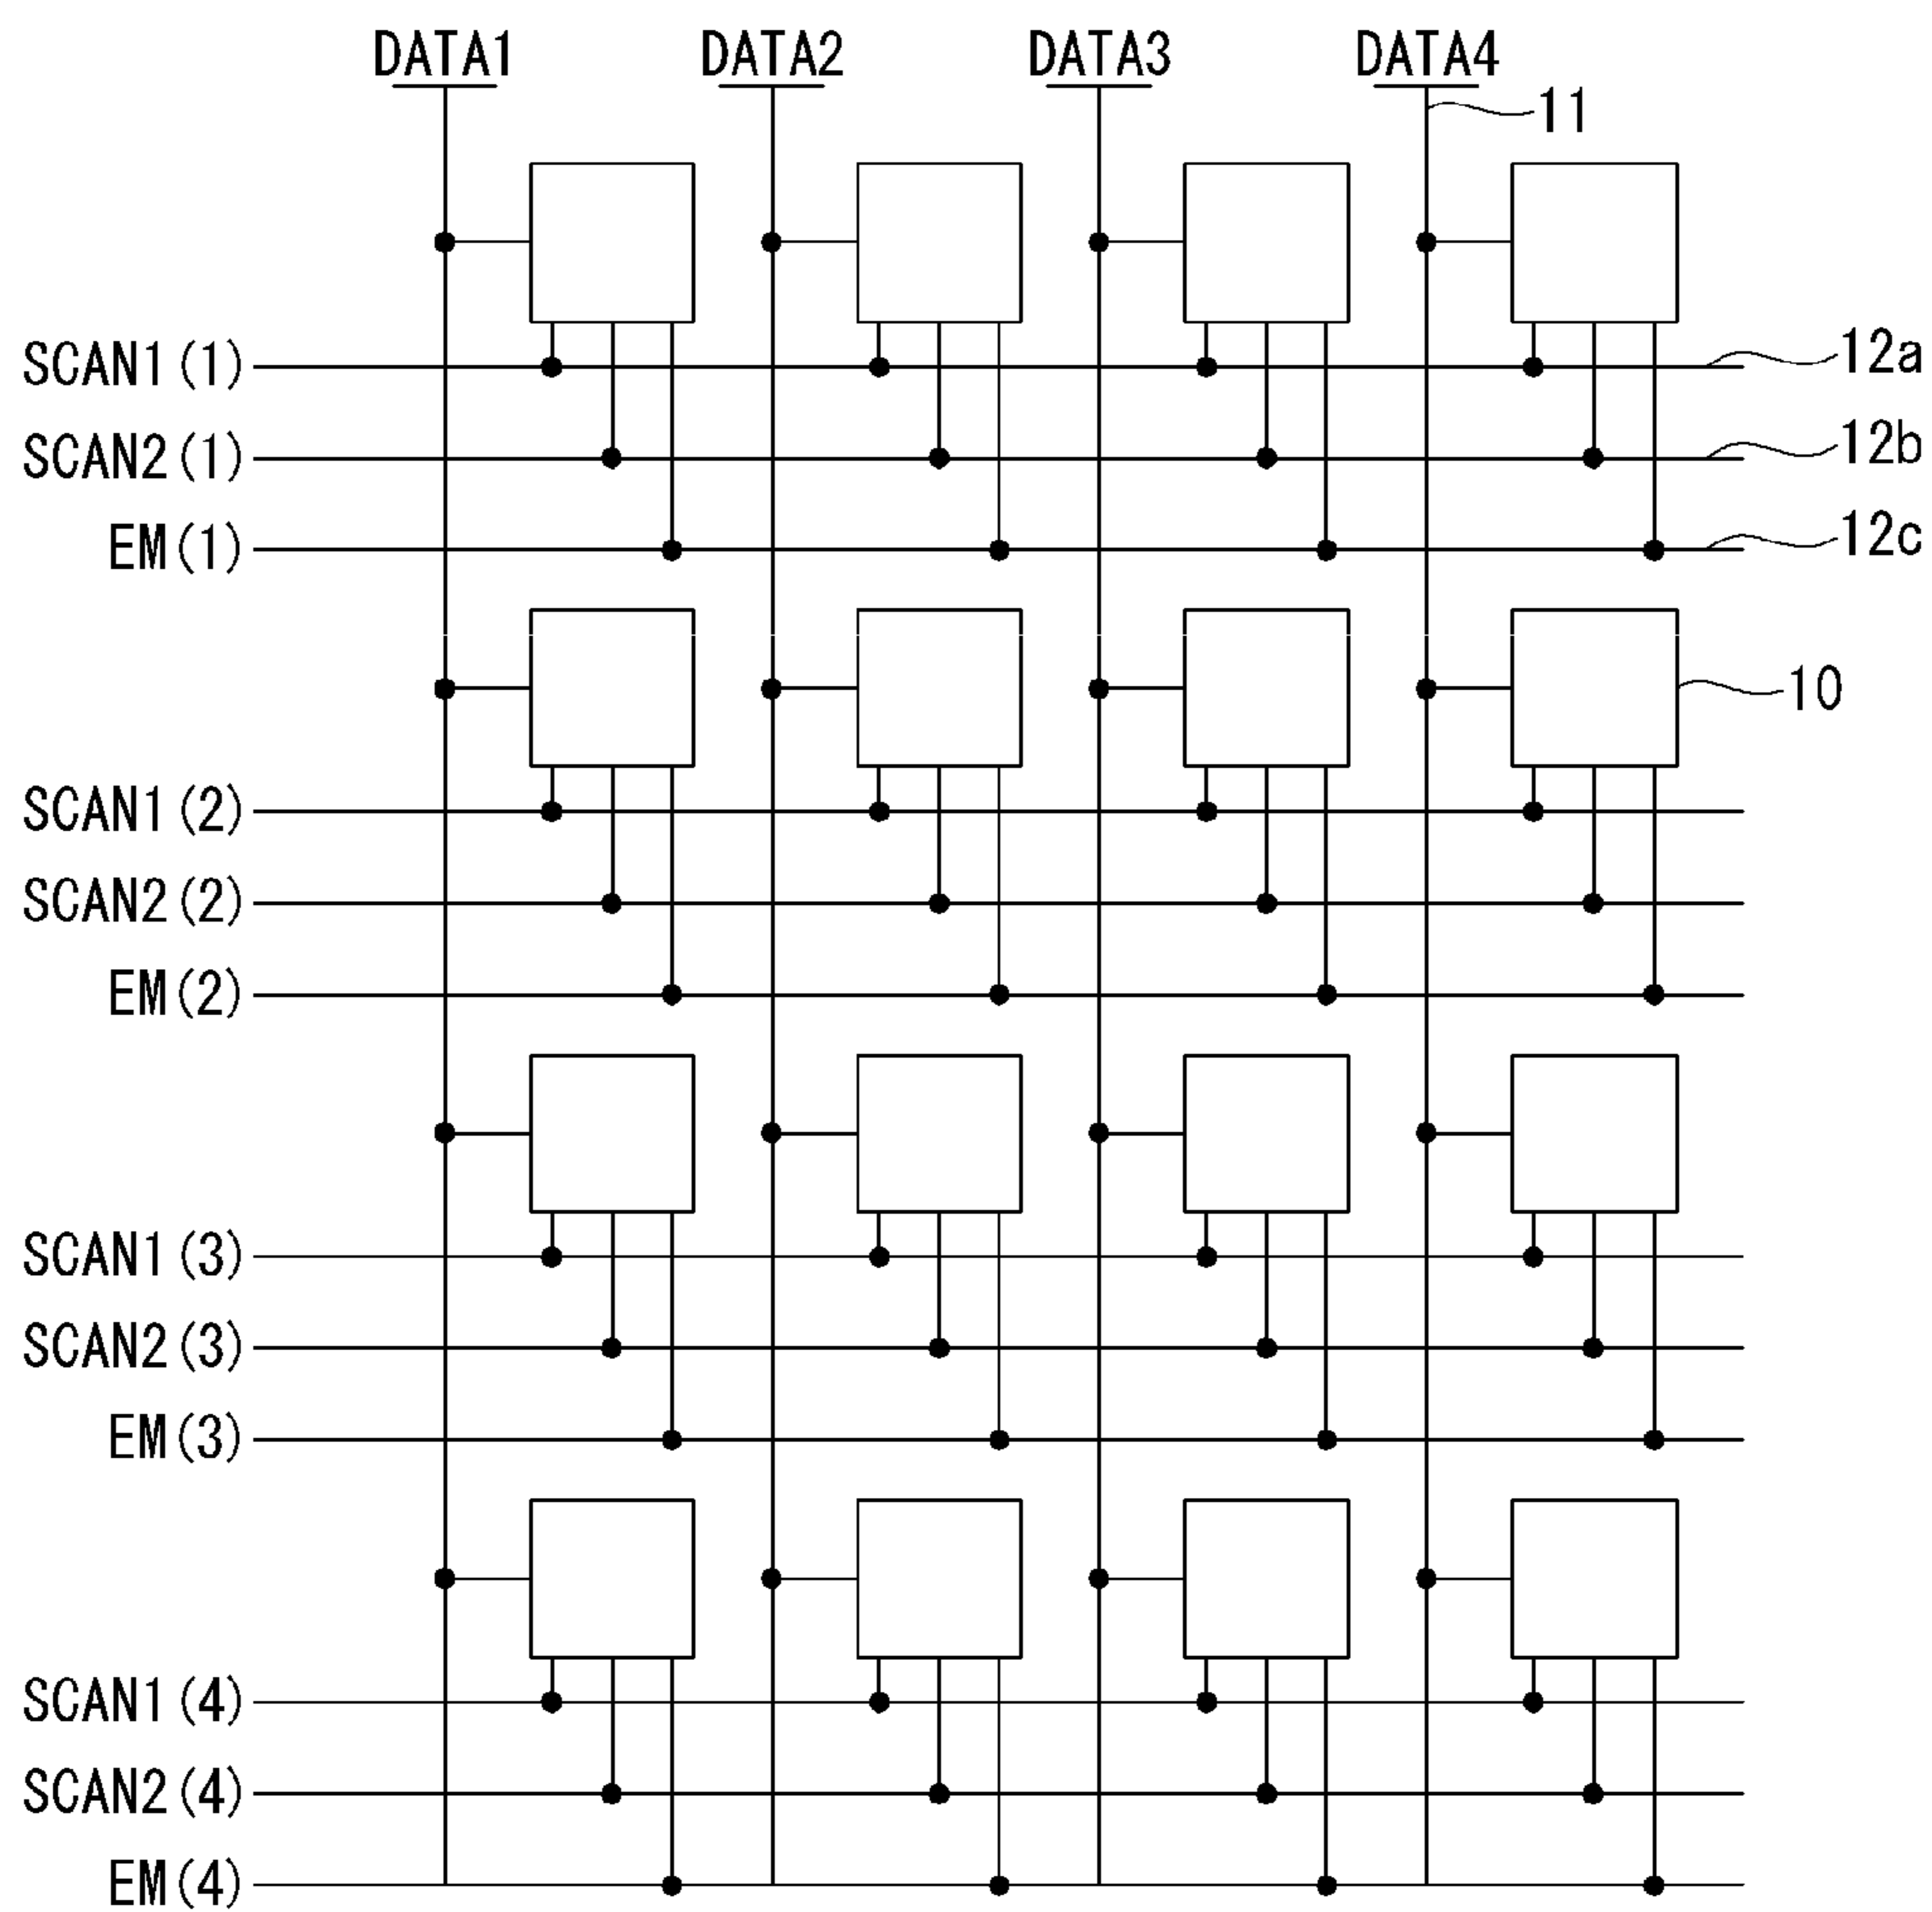 DATA1 DATA2 DATA3 DATA4
11
SCAN1(1) 12a
SCAN2(1) 12b
EM(1) 12c
10
SCAN1(2)
SCAN2(2)
EM(2)
SCAN1(3)
SCAN2(3)
EM(3)
SCAN1(4)
SCAN2(4)
EM(4)